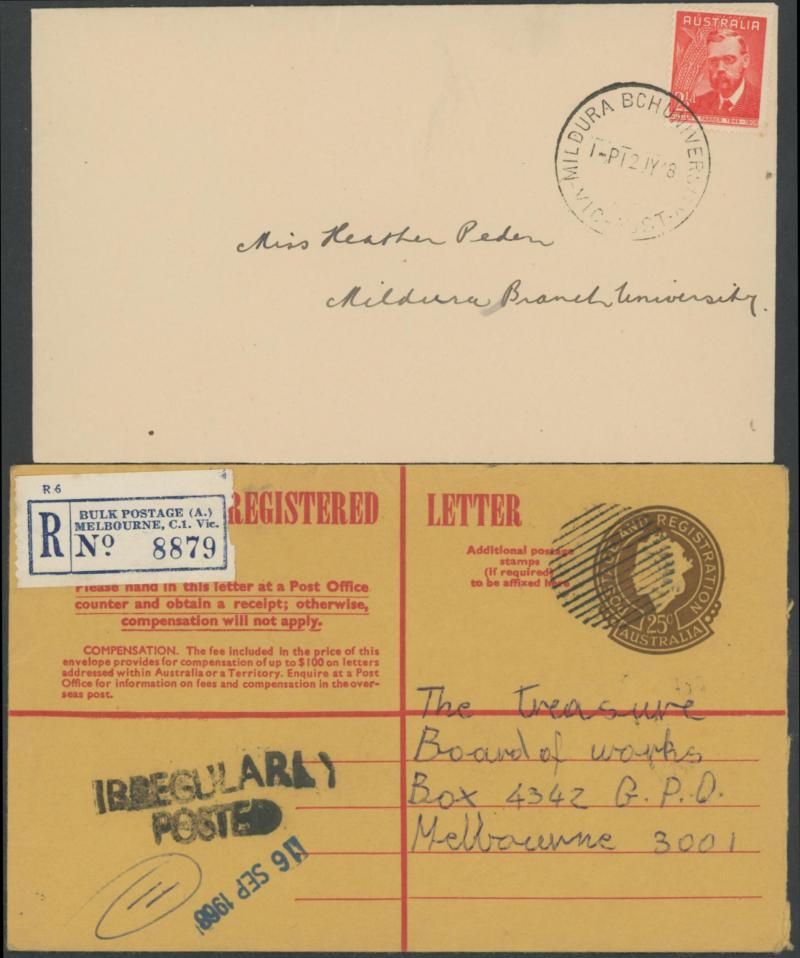 AUSTRALIA
2½d
MILDURA BCH UNIVERS
VIC
Miss Heather Peden
Mildura Branch University.
R6
R
BULK POSTAGE (A.)
MELBOURNE, C.1. Vic.
No 8879
REGISTERED LETTER
Additional postage
stamps
(if required)
to be affixed here
POSTAGE AND REGISTRATION
25c
AUSTRALIA
Please hand in this letter at a Post Office
counter and obtain a receipt; otherwise,
compensation will not apply.
COMPENSATION. The fee included in the price of this
envelope provides for compensation of up to $100 on letters
addressed within Australia or a Territory. Enquire at a Post
Office for information on fees and compensation in the over-
seas post.
The Treasure
Board of works
Box 4342 G.P.O.
Melbourne 3001
IRREGULARLY
POSTED
16 SEP 1968
11